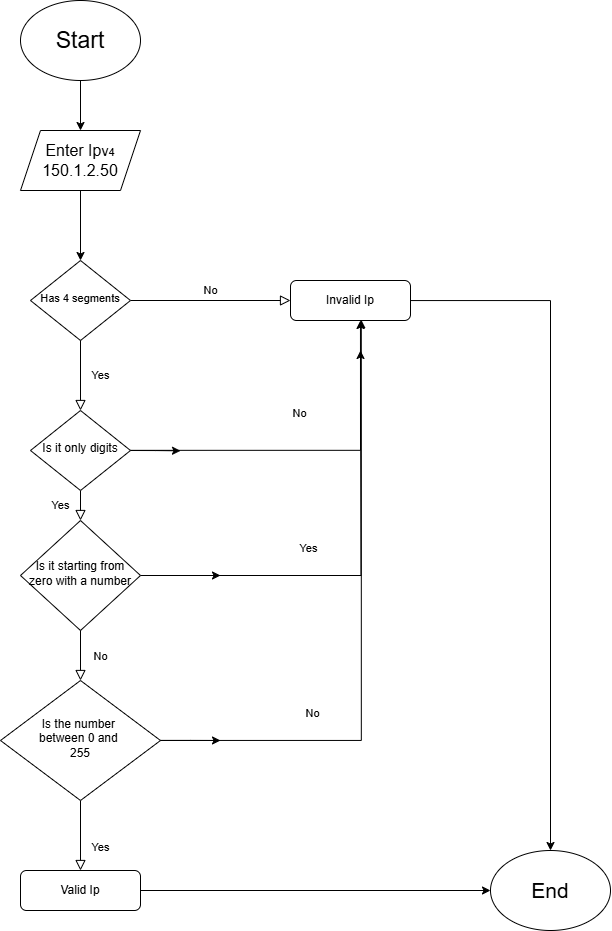 Start
Enter Ipv4
150.1.2.50
Has 4 segments
No
Invalid Ip
Yes
No
Is it only digits
Yes
Yes
Is it starting from
zero with a number
No
No
Is the number
between 0 and
255
Yes
Valid Ip
End